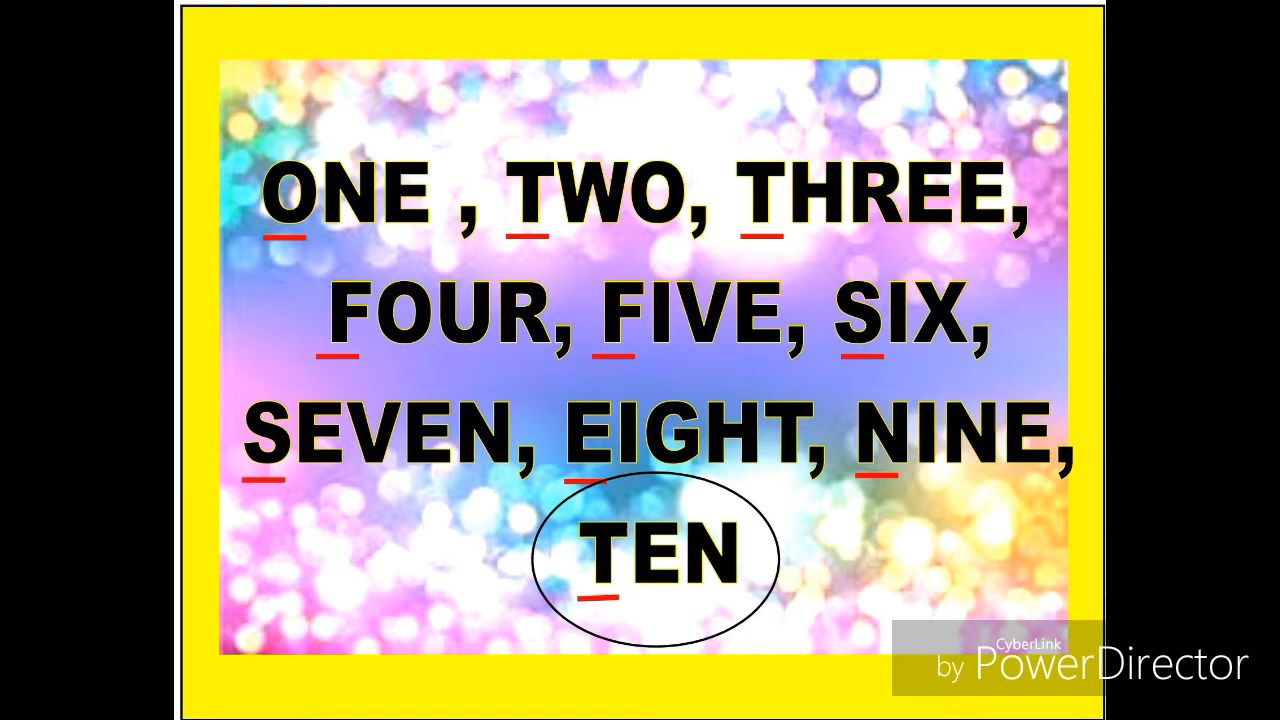 ONE , TWO, THREE,
FOUR, FIVE, SIX,
SEVEN, EIGHT, NINE,
TEN
CyberLink
by PowerDirector